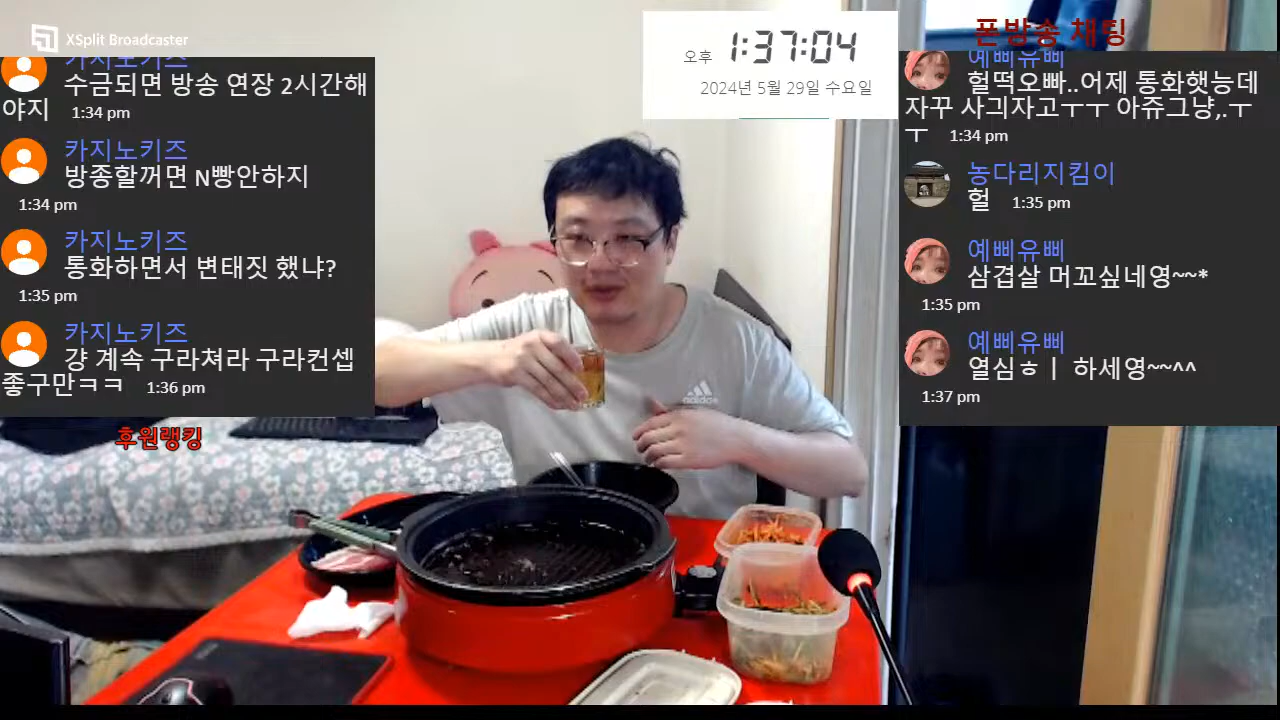 XSplit Broadcaster
카지노키즈
수금되면 방송 연장 2시간해
야지 1:34 pm
카지노키즈
방종할꺼면 N빵안하지
1:34 pm
카지노키즈
통화하면서 변태짓 했냐?
1:35 pm
카지노키즈
걍 계속 구라쳐라 구라컨셉
좋구만ㅋㅋ 1:36 pm
후원랭킹
오후 1:37:04
2024년 5월 29일 수요일
adidas
폰방송 채팅
예삐유삐
헐떡오빠..어제 통화햇능데
자꾸 사긔자고ㅜㅜ 아쥬그냥,.ㅜ
ㅜ 1:34 pm
농다리지킴이
헐 1:35 pm
예삐유삐
삼겹살 머꼬싶네영~~*
1:35 pm
예삐유삐
열심ㅎㅣ 하세영~~^^
1:37 pm